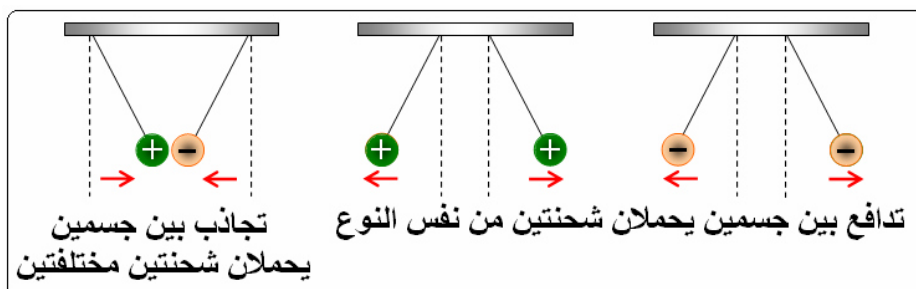 تدافع بين جسمين يحملان شحنتين من نفس النوع
تجاذب بين جسمين
يحملان شحنتين مختلفتين
+ -
+ +
- -